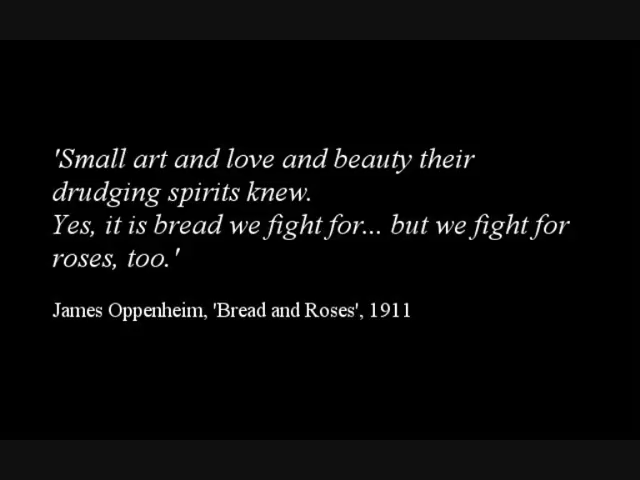 'Small art and love and beauty their
drudging spirits knew.
Yes, it is bread we fight for... but we fight for
roses, too.'
James Oppenheim, 'Bread and Roses', 1911